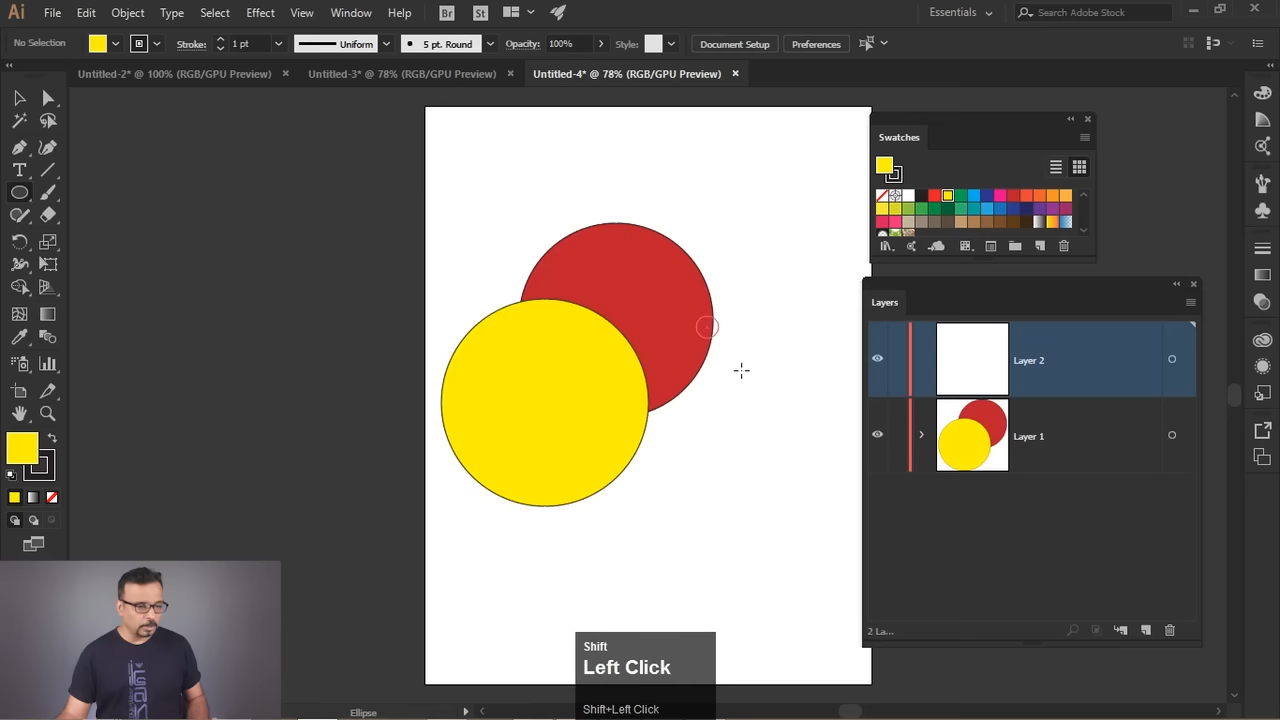 Ai File Edit Object Type Select Effect View Window Help Br St Essentials Search Adobe Stock
No Selection Stroke: 1 pt Uniform 5 pt. Round Opacity: 100% Style: Document Setup Preferences
Untitled-2* @ 100% (RGB/GPU Preview) Untitled-3* @ 78% (RGB/GPU Preview) Untitled-4* @ 78% (RGB/GPU Preview)
Swatches
Layers
Layer 2
Layer 1
2 La...
Shift
Left Click
Shift+Left Click
Ellipse